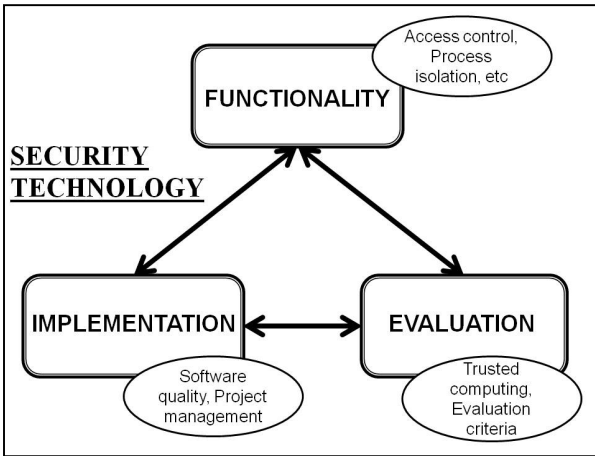 Access control,
Process
isolation, etc
FUNCTIONALITY
SECURITY
TECHNOLOGY
IMPLEMENTATION
EVALUATION
Software
quality, Project
management
Trusted
computing,
Evaluation
criteria